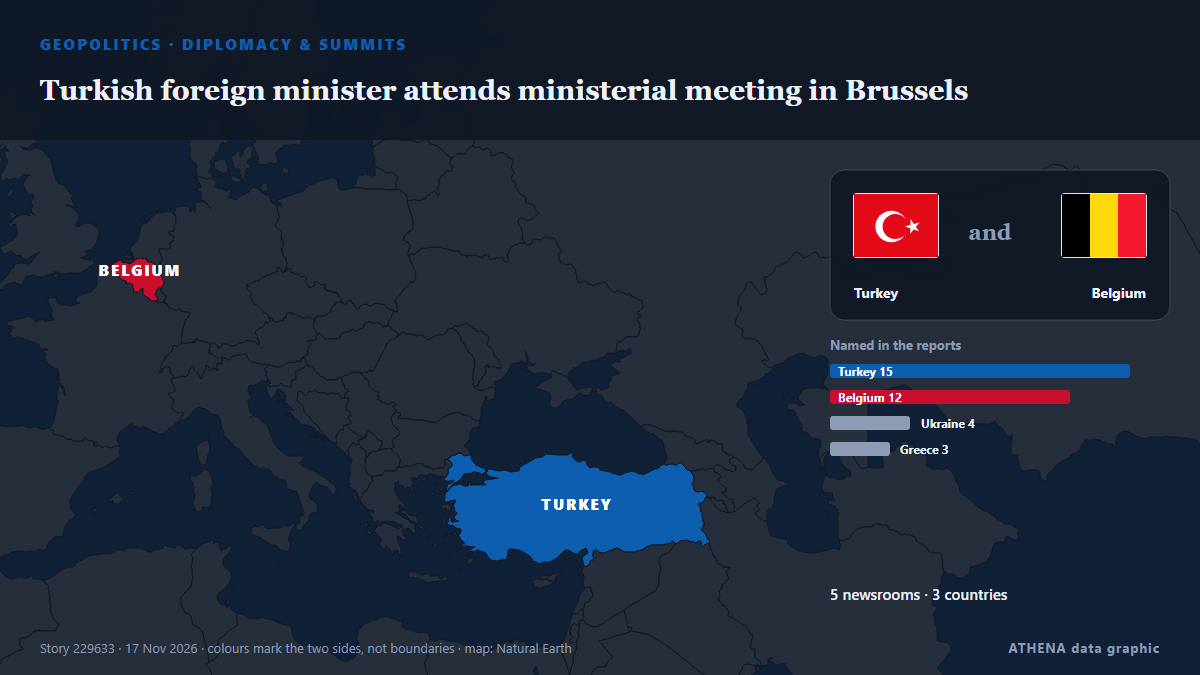 GEOPOLITICS · DIPLOMACY & SUMMITS
Turkish foreign minister attends ministerial meeting in Brussels
BELGIUM
TURKEY
and
Turkey
Belgium
Named in the reports
Turkey 15
Belgium 12
Ukraine 4
Greece 3
5 newsrooms · 3 countries
Story 229633 · 17 Nov 2026 · colours mark the two sides, not boundaries · map: Natural Earth
ATHENA data graphic